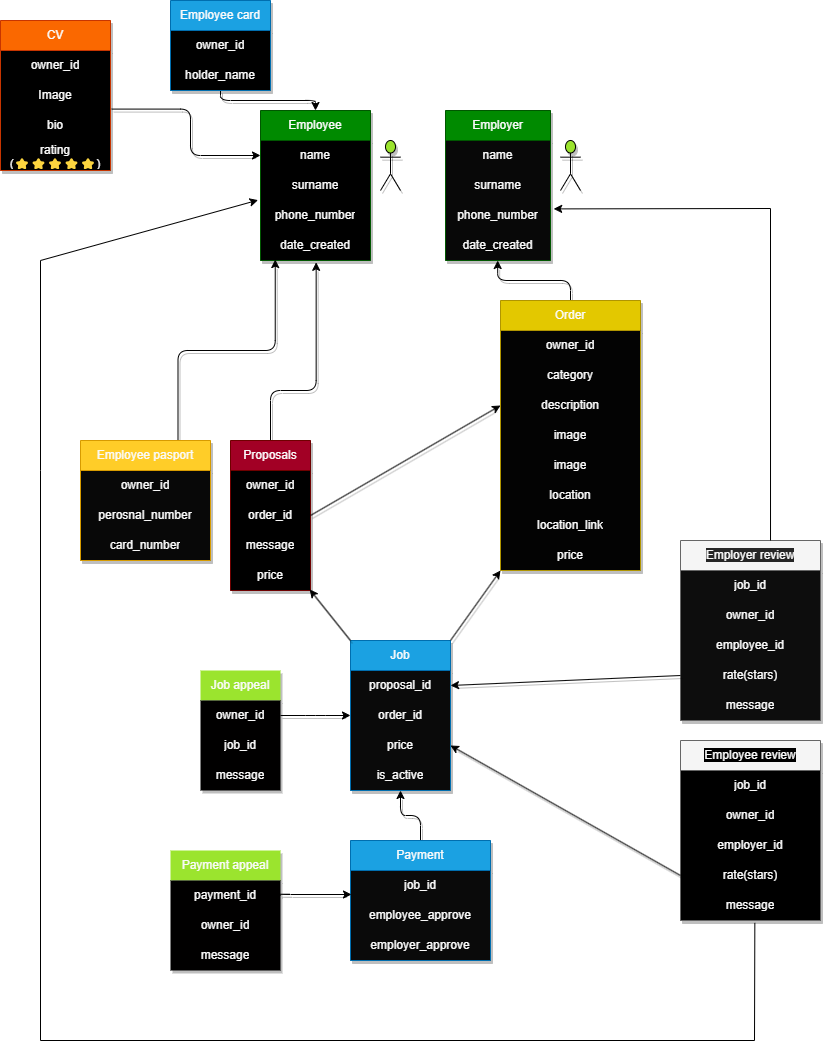 Employee card
owner_id
holder_name
CV
owner_id
Image
bio
rating
(⭐⭐⭐⭐⭐)
Employee
name
surname
phone_number
date_created
Employer
name
surname
phone_number
date_created
Order
owner_id
category
description
image
image
location
location_link
price
Employee pasport
owner_id
perosnal_number
card_number
Proposals
owner_id
order_id
message
price
Employer review
job_id
owner_id
employee_id
rate(stars)
message
Job
proposal_id
order_id
price
is_active
Job appeal
owner_id
job_id
message
Employee review
job_id
owner_id
employer_id
rate(stars)
message
Payment
job_id
employee_approve
employer_approve
Payment appeal
payment_id
owner_id
message